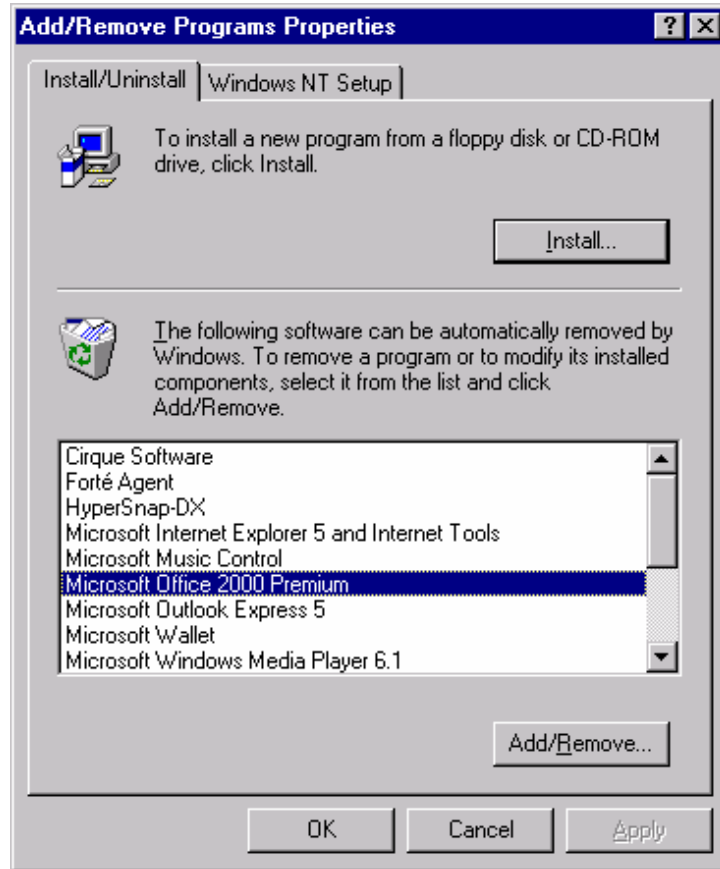 Add/Remove Programs Properties
Install/Uninstall
Windows NT Setup
To install a new program from a floppy disk or CD-ROM
drive, click Install.
Install...
The following software can be automatically removed by
Windows. To remove a program or to modify its installed
components, select it from the list and click
Add/Remove.
Cirque Software
Forté Agent
HyperSnap-DX
Microsoft Internet Explorer 5 and Internet Tools
Microsoft Music Control
Microsoft Office 2000 Premium
Microsoft Outlook Express 5
Microsoft Wallet
Microsoft Windows Media Player 6.1
Add/Remove...
OK
Cancel
Apply